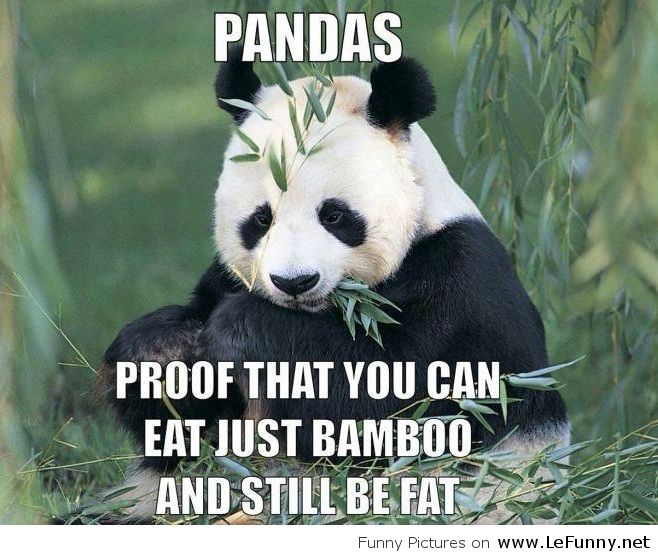 PANDAS
PROOF THAT YOU CAN
EAT JUST BAMBOO
AND STILL BE FAT
Funny Pictures on www.LeFunny.net